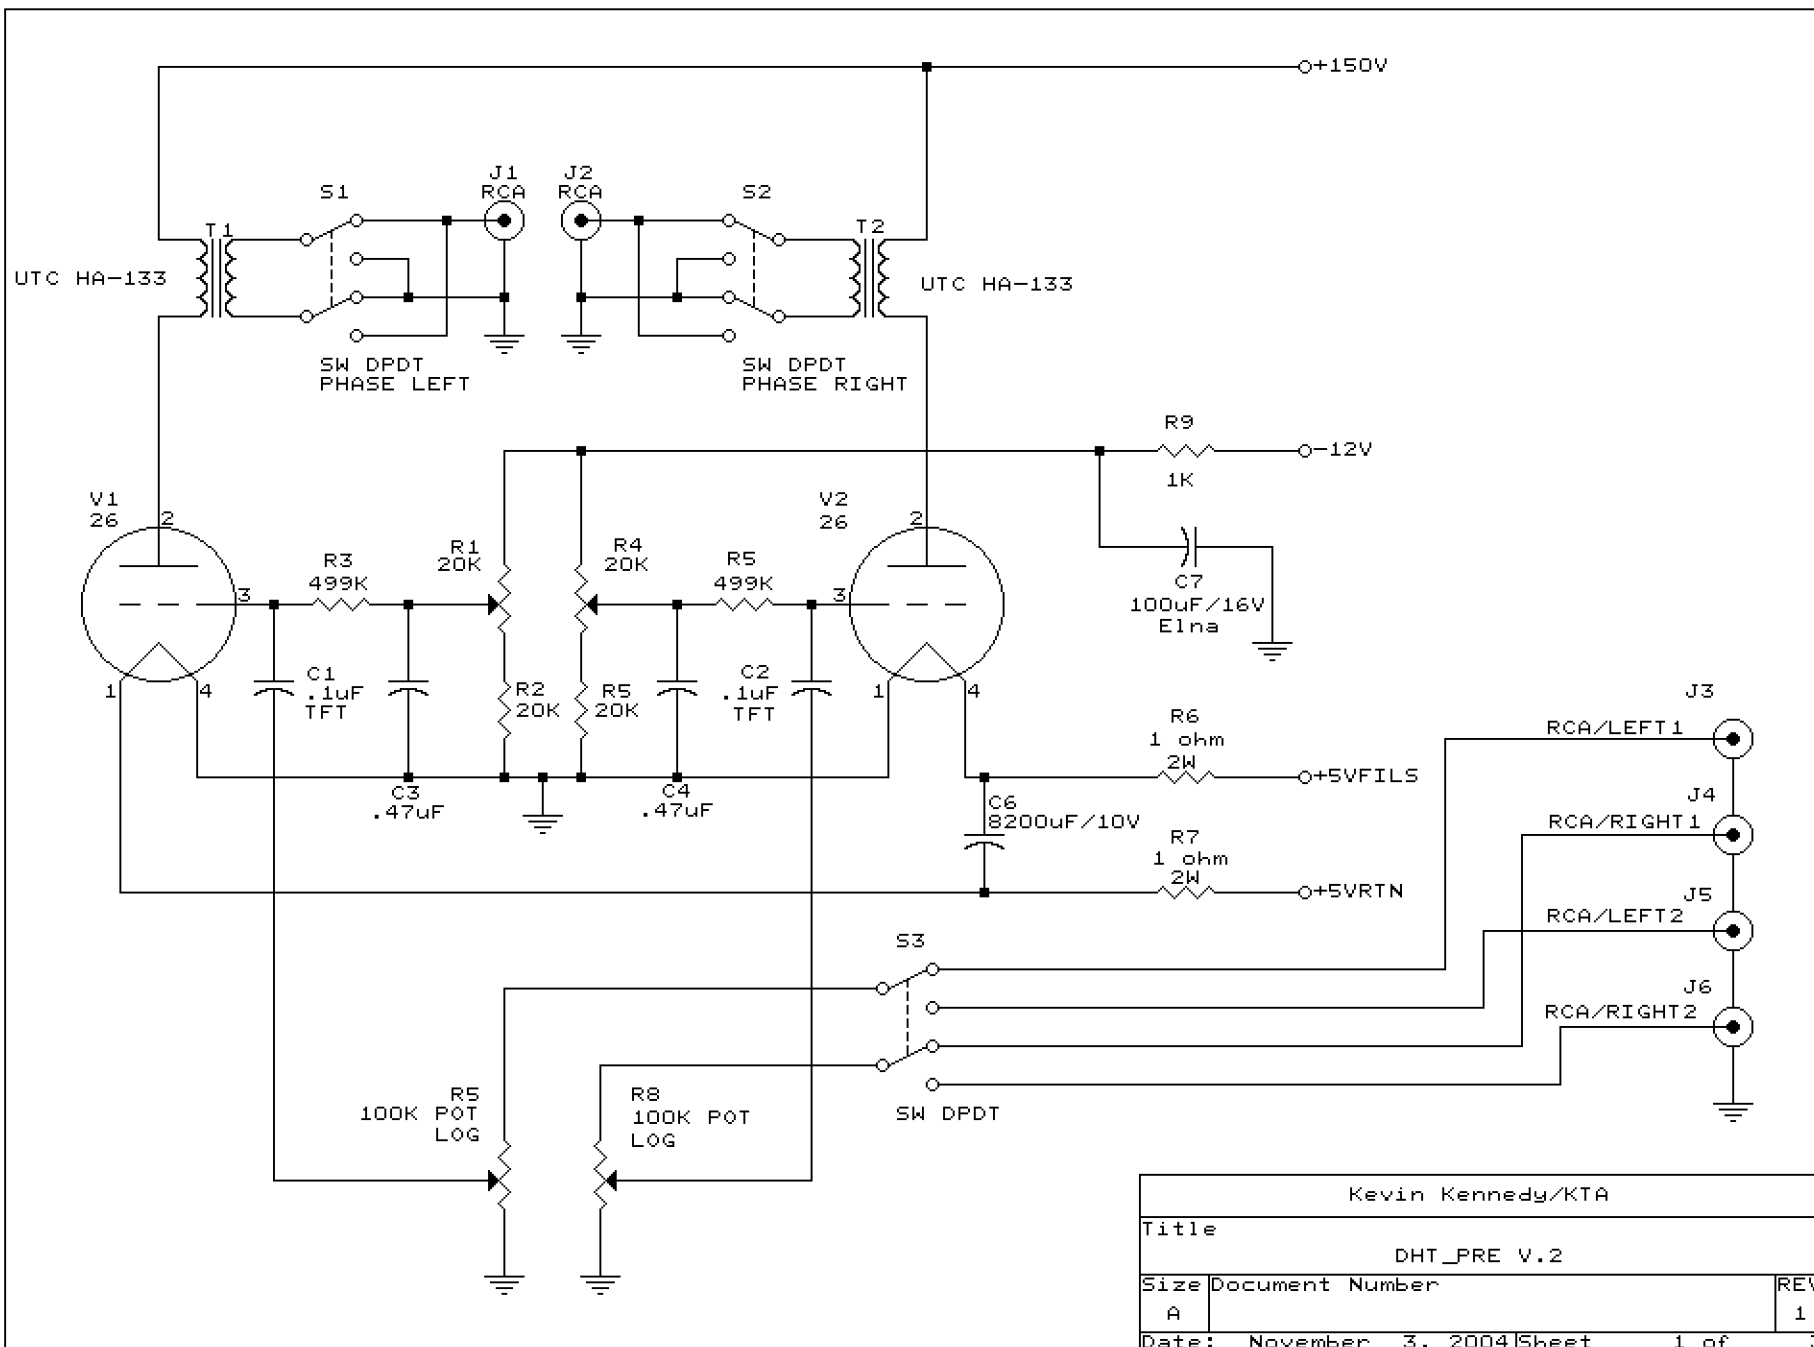 +150V
J1
RCA
J2
RCA
S1
S2
T1
T2
UTC HA-133
UTC HA-133
SW DPDT
PHASE LEFT
SW DPDT
PHASE RIGHT
R9
1K
-12V
V1
26
2
3
1
4
R3
499K
R1
20K
R4
20K
R5
499K
V2
26
2
3
1
4
C7
100uF/16V
Elna
C1
.1uF
TFT
R2
20K
R5
20K
C2
.1uF
TFT
C3
.47uF
C4
.47uF
R6
1 ohm
2W
+5VFILS
C6
8200uF/10V
R7
1 ohm
2W
+5VRTN
J3
RCA/LEFT1
J4
RCA/RIGHT1
J5
RCA/LEFT2
J6
RCA/RIGHT2
S3
SW DPDT
R5
100K POT
LOG
R8
100K POT
LOG
Kevin Kennedy/KTA
Title
DHT_PRE V.2
Size Document Number
REV
A
1
Date: November 3, 2004 Sheet 1 of